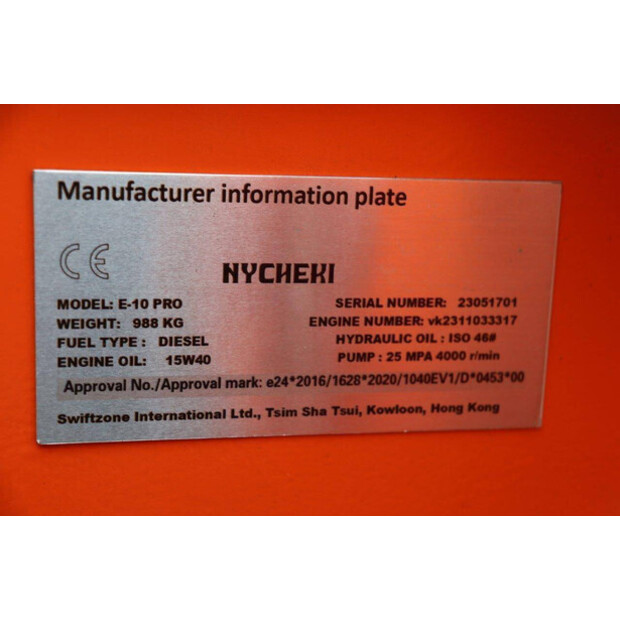 Manufacturer information plate
CE
NYCHEKI
MODEL: E-10 PRO SERIAL NUMBER: 23051701
WEIGHT: 988 KG ENGINE NUMBER: vk2311033317
FUEL TYPE: DIESEL HYDRAULIC OIL: ISO 46#
ENGINE OIL: 15W40 PUMP: 25 MPA 4000 r/min
Approval No./Approval mark: e24*2016/1628*2020/1040EV1/D*0453*00
Swiftzone International Ltd., Tsim Sha Tsui, Kowloon, Hong Kong